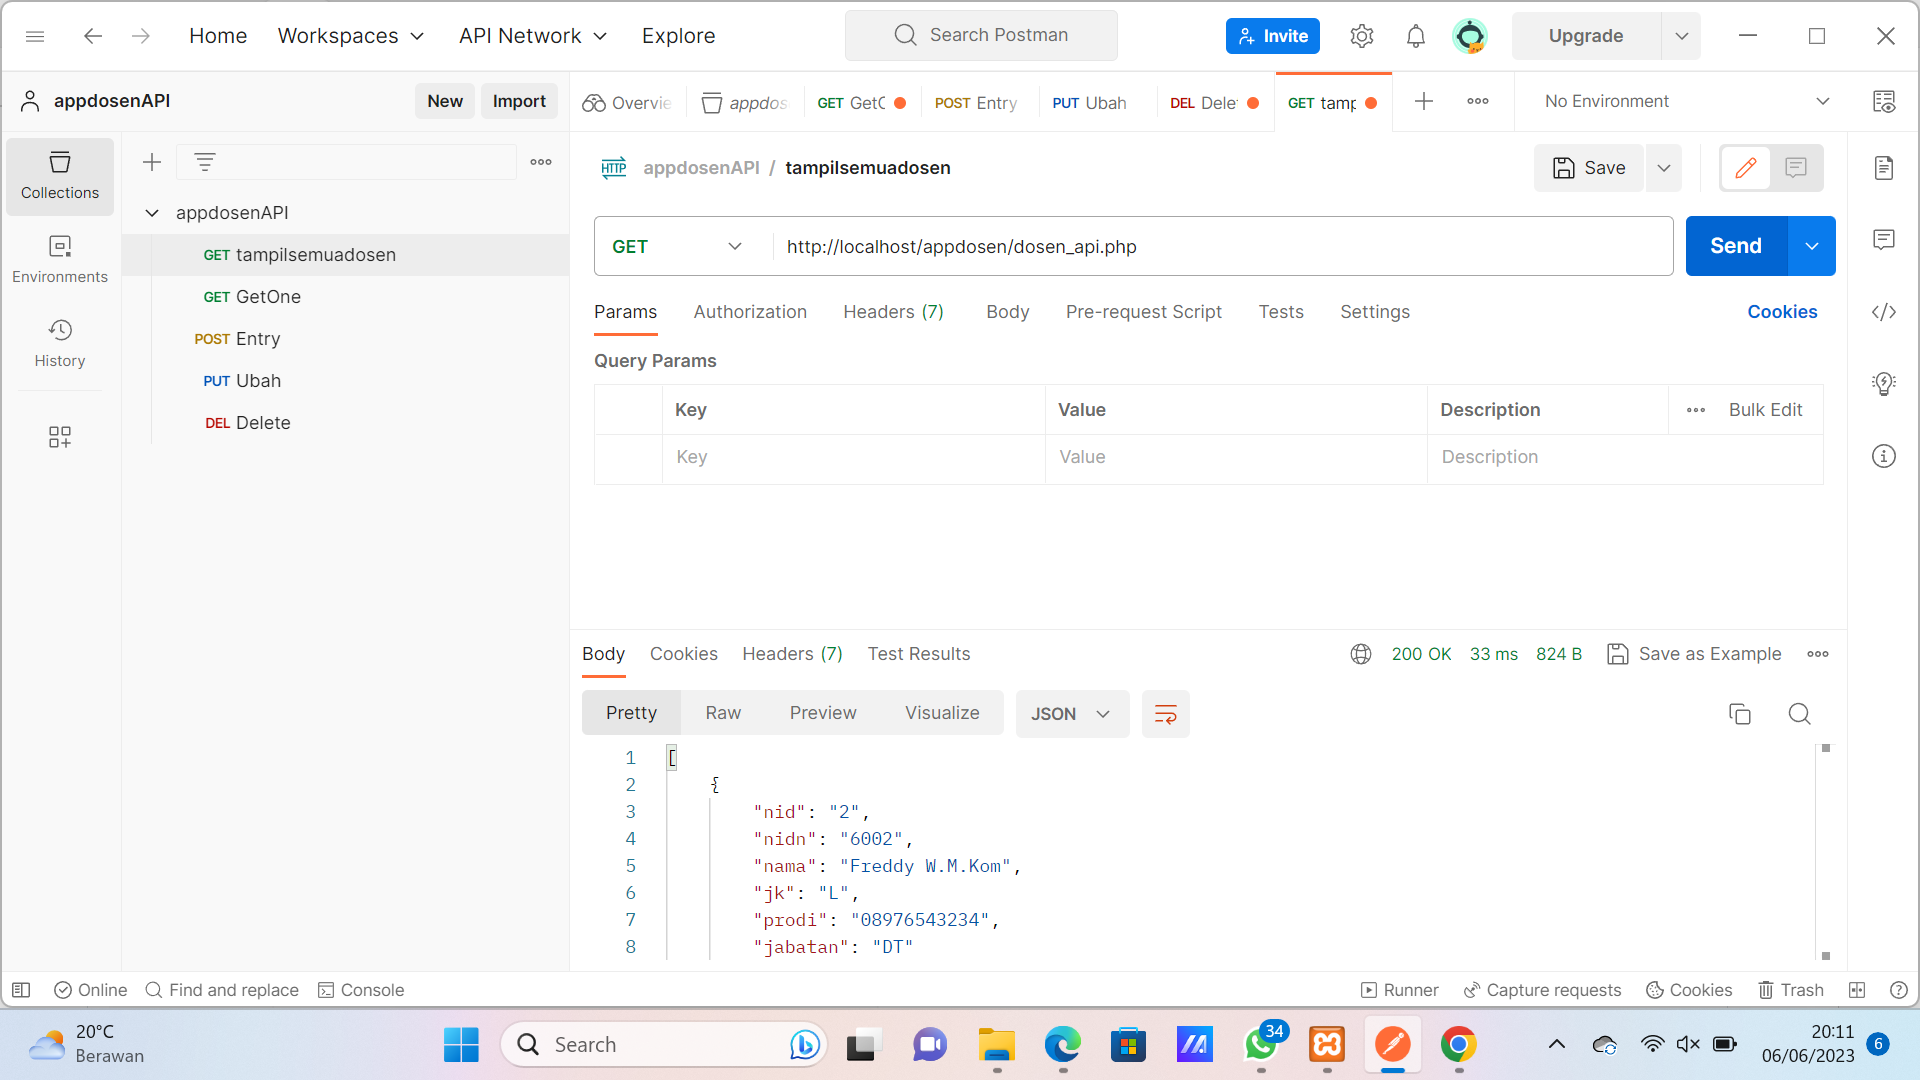 Home Workspaces API Network Explore Search Postman Invite Upgrade
appdosenAPI New Import Overvie appdos GET GetO POST Entry PUT Ubah DEL Dele GET tamp No Environment
HTTP appdosenAPI / tampilsemuadosen Save
Collections
Environments
History
appdosenAPI
GET tampilsemuadosen
GET GetOne
POST Entry
PUT Ubah
DEL Delete
GET http://localhost/appdosen/dosen_api.php Send
Params Authorization Headers (7) Body Pre-request Script Tests Settings Cookies
Query Params
Key Value Description Bulk Edit
Key Value Description
Body Cookies Headers (7) Test Results 200 OK 33 ms 824 B Save as Example
Pretty Raw Preview Visualize JSON
1 [
2 {
3 "nid": "2",
4 "nidn": "6002",
5 "nama": "Freddy W.M.Kom",
6 "jk": "L",
7 "prodi": "08976543234",
8 "jabatan": "DT"
Online Find and replace Console Runner Capture requests Cookies Trash
20°C
Berawan
Search
34
20:11
06/06/2023
6